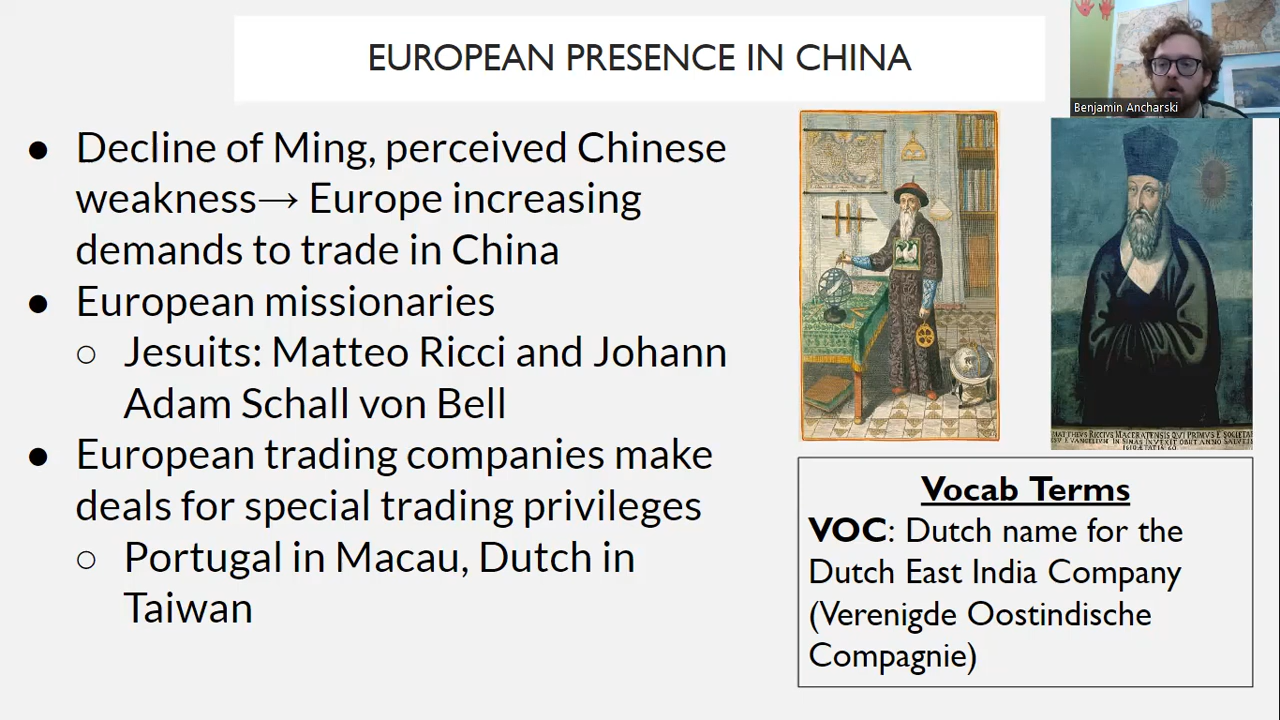 EUROPEAN PRESENCE IN CHINA
Benjamin Ancharski
● Decline of Ming, perceived Chinese
weakness→ Europe increasing
demands to trade in China
● European missionaries
○ Jesuits: Matteo Ricci and Johann
Adam Schall von Bell
● European trading companies make
deals for special trading privileges
○ Portugal in Macau, Dutch in
Taiwan
Vocab Terms
VOC: Dutch name for the
Dutch East India Company
(Verenigde Oostindische
Compagnie)